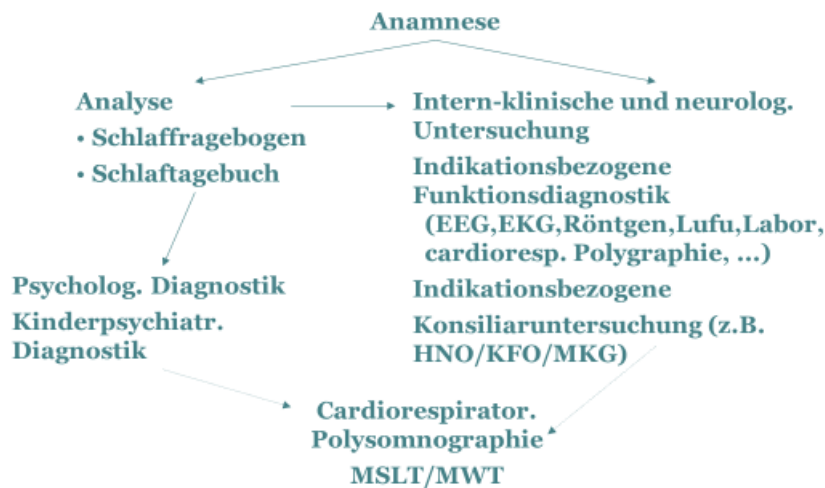 Anamnese
Analyse
• Schlaffragebogen
• Schlaftagebuch
Intern-klinische und neurolog.
Untersuchung
Indikationsbezogene
Funktionsdiagnostik
(EEG,EKG,Röntgen,Lufu,Labor,
cardioresp. Polygraphie, ...)
Indikationsbezogene
Konsiliaruntersuchung (z.B.
HNO/KFO/MKG)
Psycholog. Diagnostik
Kinderpsychiatr.
Diagnostik
Cardiorespirator.
Polysomnographie
MSLT/MWT